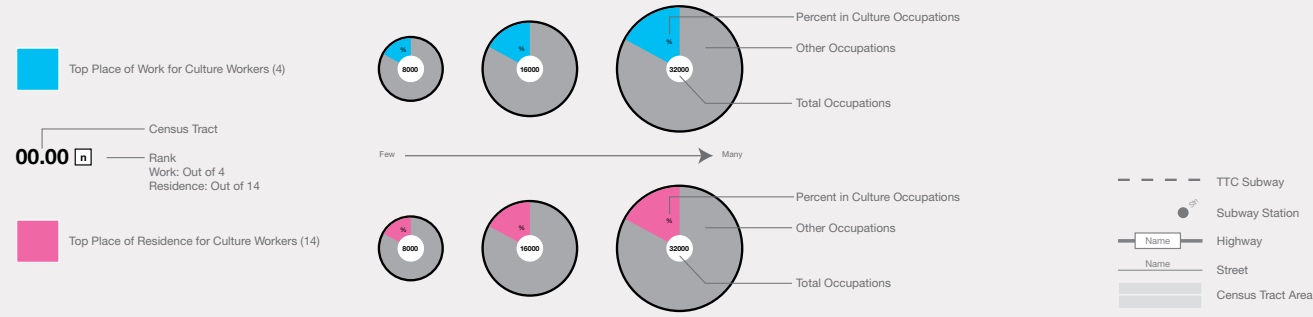 Top Place of Work for Culture Workers (4)
00.00 n
Census Tract
Rank
Work: Out of 4
Residence: Out of 14
Top Place of Residence for Culture Workers (14)
%
8000
%
16000
%
32000
Percent in Culture Occupations
Other Occupations
Total Occupations
Few
Many
%
8000
%
16000
%
32000
Percent in Culture Occupations
Other Occupations
Total Occupations
TTC Subway
Stn
Subway Station
Name
Highway
Name
Street
Census Tract Area